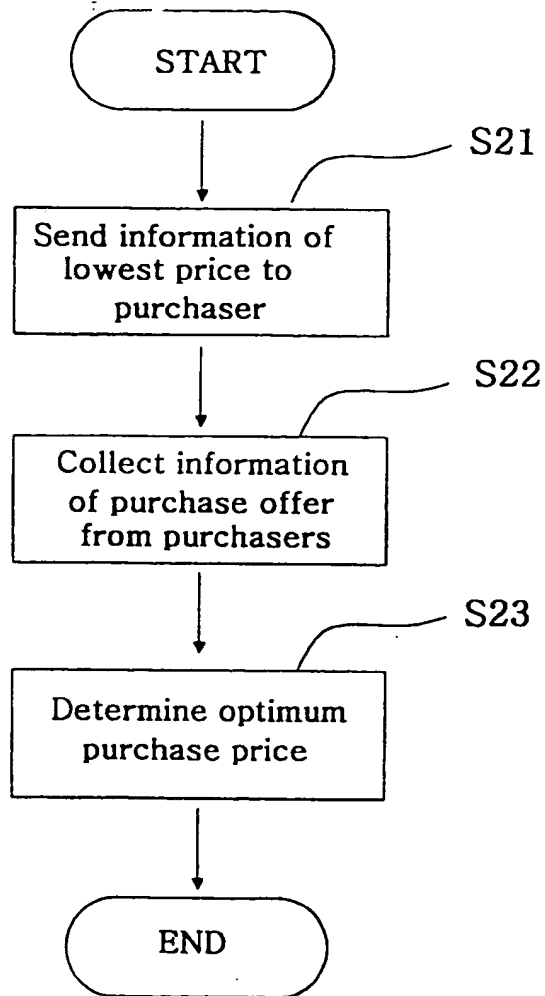 START
S21
Send information of
lowest price to
purchaser
S22
Collect information
of purchase offer
from purchasers
S23
Determine optimum
purchase price
END